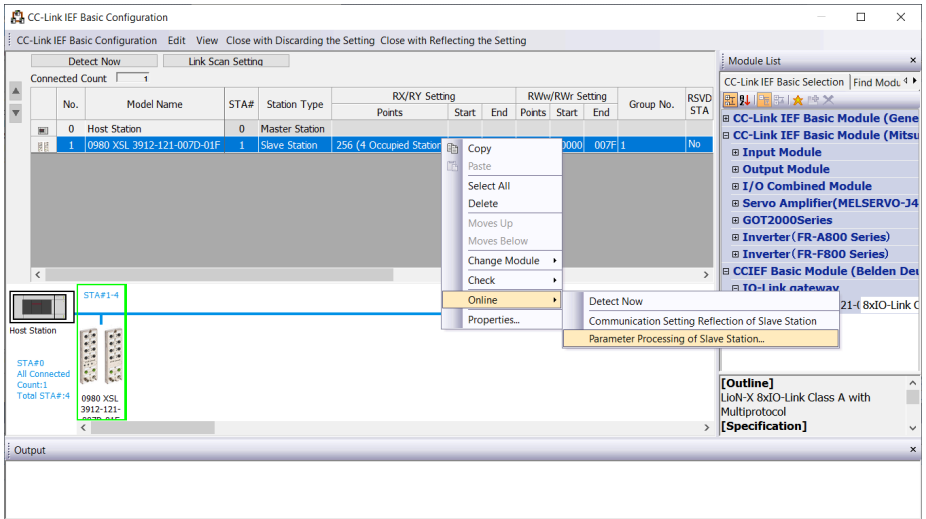 CC-Link IEF Basic Configuration
CC-Link IEF Basic Configuration Edit View Close with Discarding the Setting Close with Reflecting the Setting
Detect Now Link Scan Setting
Connected Count 1
No. Model Name STA# Station Type RX/RY Setting RWw/RWr Setting Group No. RSVD STA
Points Start End Points Start End
0 Host Station 0 Master Station
1 0980 XSL 3912-121-007D-01F 1 Slave Station 256 (4 Occupied Station 0000 007F 1 No
Copy
Paste
Select All
Delete
Moves Up
Moves Below
Change Module
Check
Online
Properties...
Detect Now
Communication Setting Reflection of Slave Station
Parameter Processing of Slave Station...
STA#1-4
Host Station
STA#0
All Connected
Count:1
Total STA#:4
0980 XSL
3912-121-
007D-01F
Module List
CC-Link IEF Basic Selection Find Modu
CC-Link IEF Basic Module (Gene
CC-Link IEF Basic Module (Mitsu
Input Module
Output Module
I/O Combined Module
Servo Amplifier(MELSERVO-J4
GOT2000Series
Inverter(FR-A800 Series)
Inverter(FR-F800 Series)
CCIEF Basic Module (Belden Deu
IO-Link gateway
21-( 8xIO-Link C
[Outline]
LioN-X 8xIO-Link Class A with
Multiprotocol
[Specification]
Output